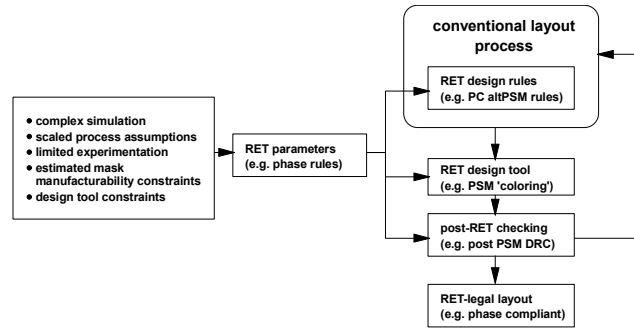 conventional layout
process
RET design rules
(e.g. PC altPSM rules)
• complex simulation
• scaled process assumptions
• limited experimentation
• estimated mask
manufacturability constraints
• design tool constraints
RET parameters
(e.g. phase rules)
RET design tool
(e.g. PSM 'coloring')
post-RET checking
(e.g. post PSM DRC)
RET-legal layout
(e.g. phase compliant)